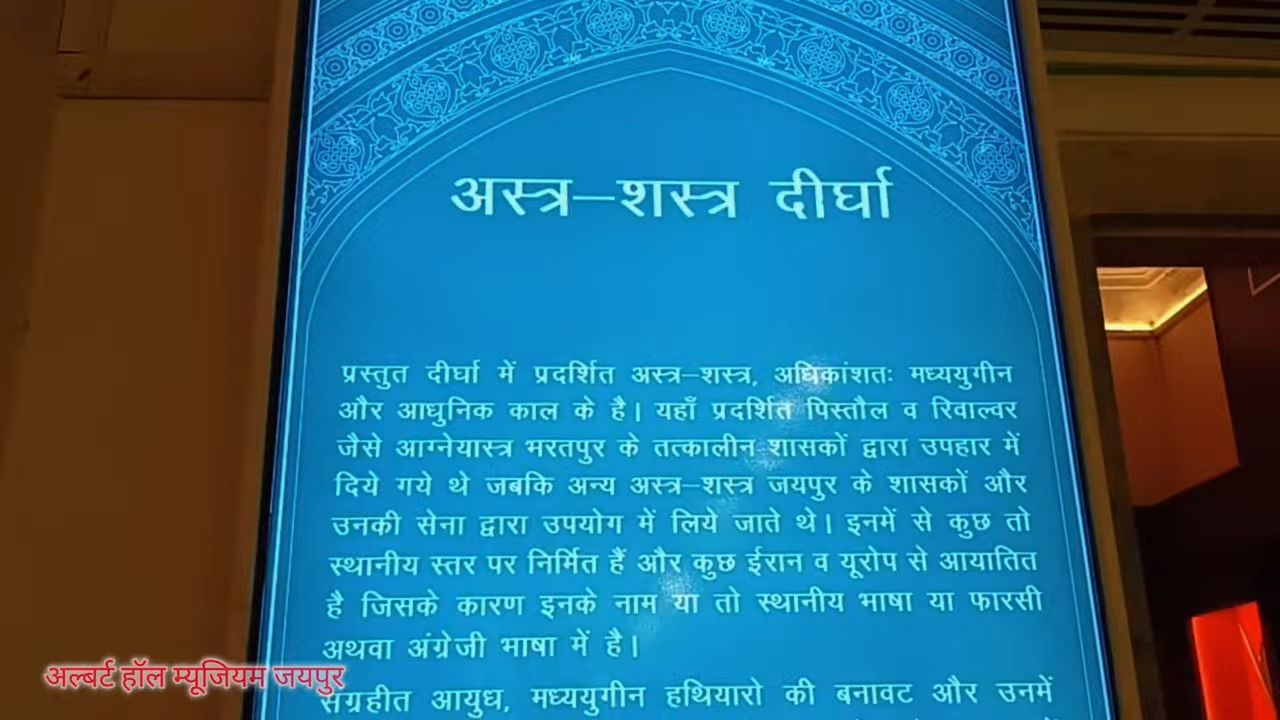 अस्त्र–शस्त्र दीर्घा
प्रस्तुत दीर्घा में प्रदर्शित अस्त्र–शस्त्र, अधिकांशतः मध्ययुगीन
और आधुनिक काल के है। यहाँ प्रदर्शित पिस्तौल व रिवाल्वर
जैसे आग्नेयास्त्र भरतपुर के तत्कालीन शासकों द्वारा उपहार में
दिये गये थे जबकि अन्य अस्त्र–शस्त्र जयपुर के शासकों और
उनकी सेना द्वारा उपयोग में लिये जाते थे। इनमें से कुछ तो
स्थानीय स्तर पर निर्मित हैं और कुछ ईरान व यूरोप से आयातित
है जिसके कारण इनके नाम या तो स्थानीय भाषा या फारसी
अथवा अंग्रेजी भाषा में है।
संग्रहीत आयुध, मध्ययुगीन हथियारो की बनावट और उनमें
अल्बर्ट हॉल म्यूजियम जयपुर